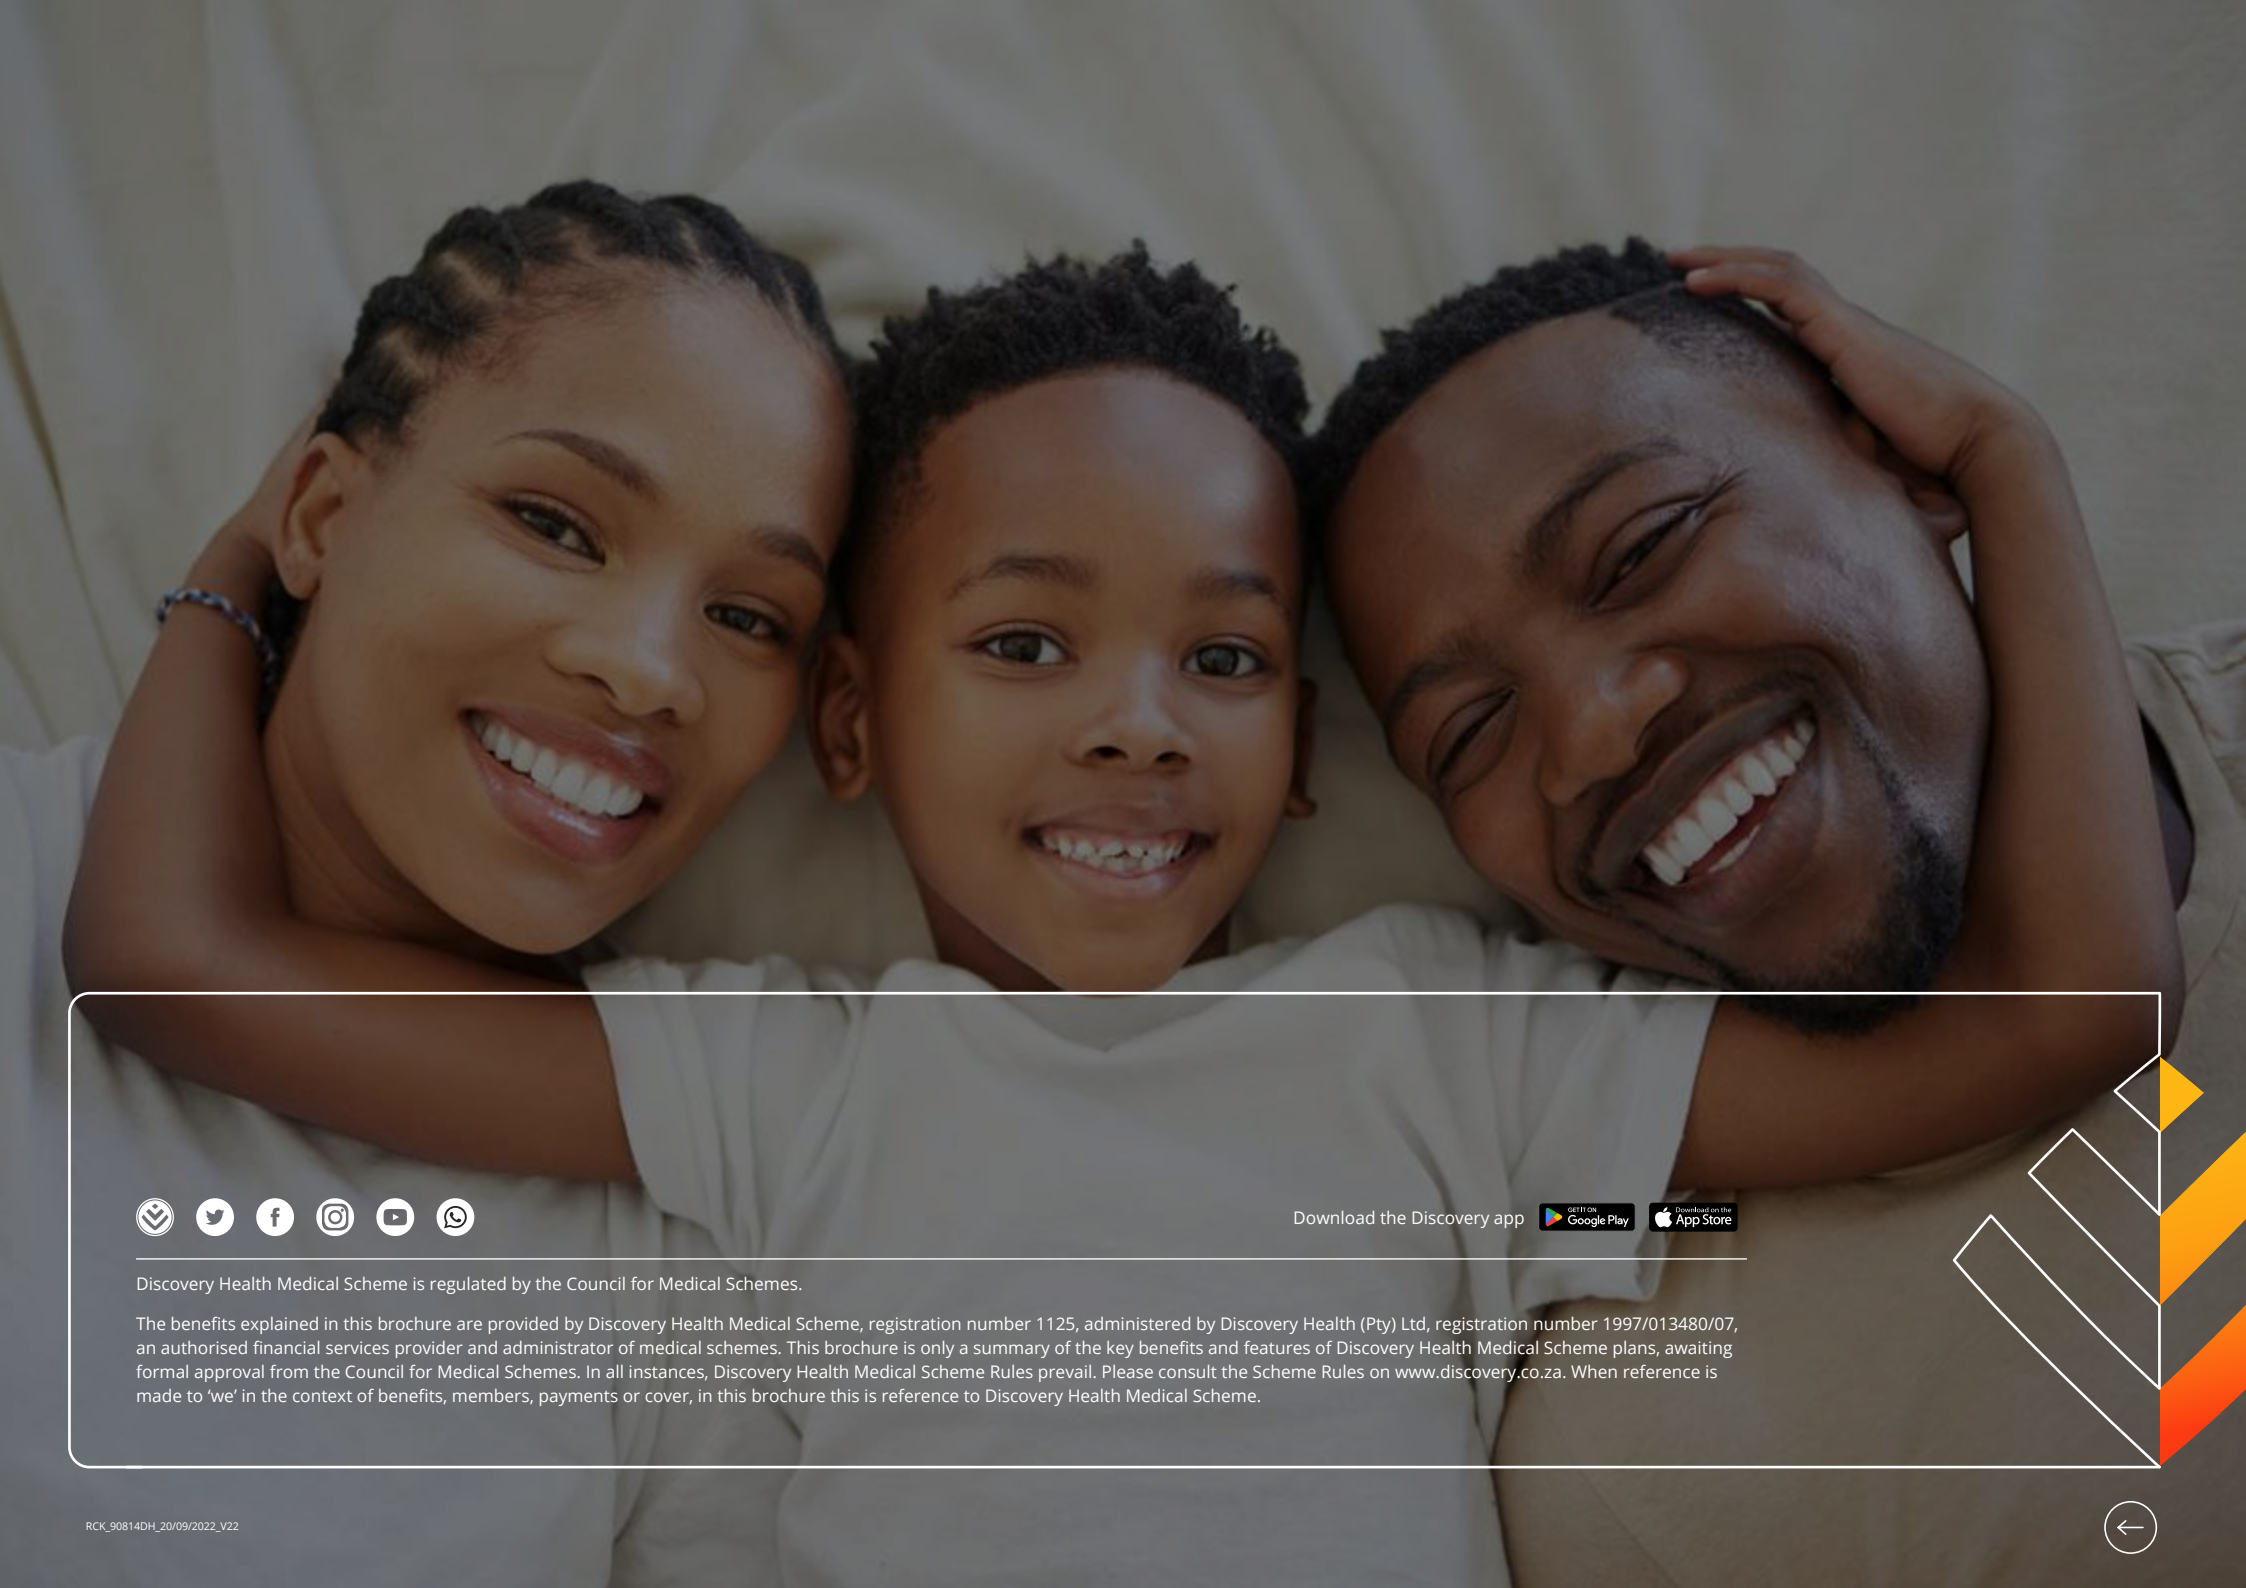 Download the Discovery app
GET IT ON
Google Play
Download on the
App Store
Discovery Health Medical Scheme is regulated by the Council for Medical Schemes.
The benefits explained in this brochure are provided by Discovery Health Medical Scheme, registration number 1125, administered by Discovery Health (Pty) Ltd, registration number 1997/013480/07,
an authorised financial services provider and administrator of medical schemes. This brochure is only a summary of the key benefits and features of Discovery Health Medical Scheme plans, awaiting
formal approval from the Council for Medical Schemes. In all instances, Discovery Health Medical Scheme Rules prevail. Please consult the Scheme Rules on www.discovery.co.za. When reference is
made to ‘we’ in the context of benefits, members, payments or cover, in this brochure this is reference to Discovery Health Medical Scheme.
RCK_90814DH_20/09/2022_V22